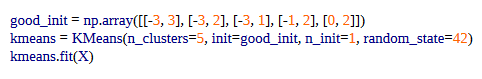 good_init = np.array([[-3, 3], [-3, 2], [-3, 1], [-1, 2], [0, 2]])
kmeans = KMeans(n_clusters=5, init=good_init, n_init=1, random_state=42)
kmeans.fit(X)